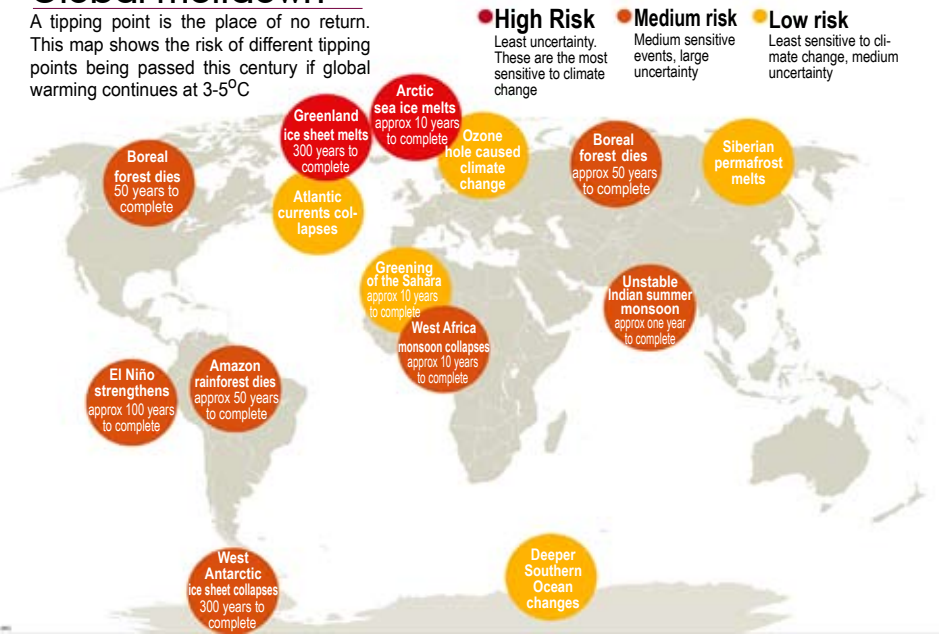 Global meltdown
A tipping point is the place of no return.
This map shows the risk of different tipping
points being passed this century if global
warming continues at 3-5⁰C
High Risk
Least uncertainty.
These are the most
sensitive to climate
change
Medium risk
Medium sensitive
events, large
uncertainty
Low risk
Least sensitive to cli-
mate change, medium
uncertainty
Arctic
sea ice melts
approx 10 years
to complete
Greenland
ice sheet melts
300 years to
complete
Ozone
hole caused
climate
change
Boreal
forest dies
50 years to
complete
Boreal
forest dies
approx 50 years
to complete
Siberian
permafrost
melts
Atlantic
currents col-
lapses
Greening
of the Sahara
approx 10 years
to complete
Unstable
Indian summer
monsoon
approx one year
to complete
West Africa
monsoon collapses
approx 10 years
to complete
El Niño
strengthens
approx 100 years
to complete
Amazon
rainforest dies
approx 50 years
to complete
West
Antarctic
ice sheet collapses
300 years to
complete
Deeper
Southern
Ocean
changes